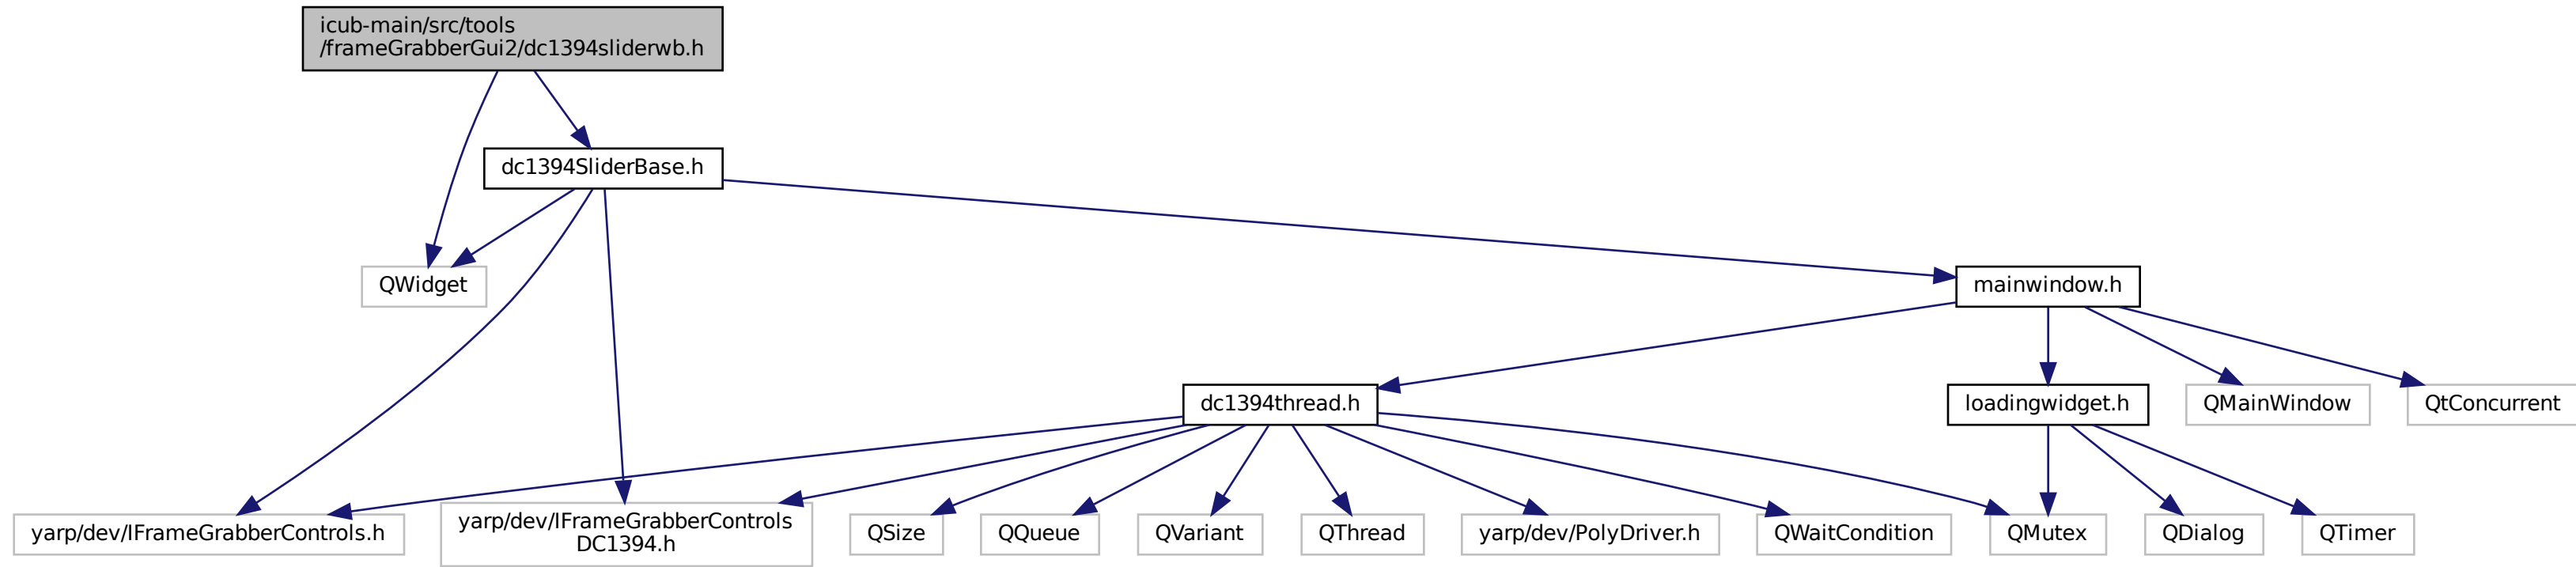 icub-main/src/tools
/frameGrabberGui2/dc1394sliderwb.h
dc1394SliderBase.h
QWidget
mainwindow.h
dc1394thread.h
loadingwidget.h
QMainWindow
QtConcurrent
yarp/dev/IFrameGrabberControls.h
yarp/dev/IFrameGrabberControls
DC1394.h
QSize
QQueue
QVariant
QThread
yarp/dev/PolyDriver.h
QWaitCondition
QMutex
QDialog
QTimer